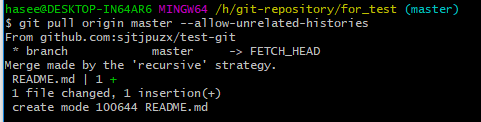 hasee@DESKTOP-IN64AR6 MINGW64 /h/git-repository/for_test (master)
$ git pull origin master --allow-unrelated-histories
From github.com:sjtjpuzx/test-git
 * branch            master     -> FETCH_HEAD
Merge made by the 'recursive' strategy.
 README.md | 1 +
 1 file changed, 1 insertion(+)
 create mode 100644 README.md